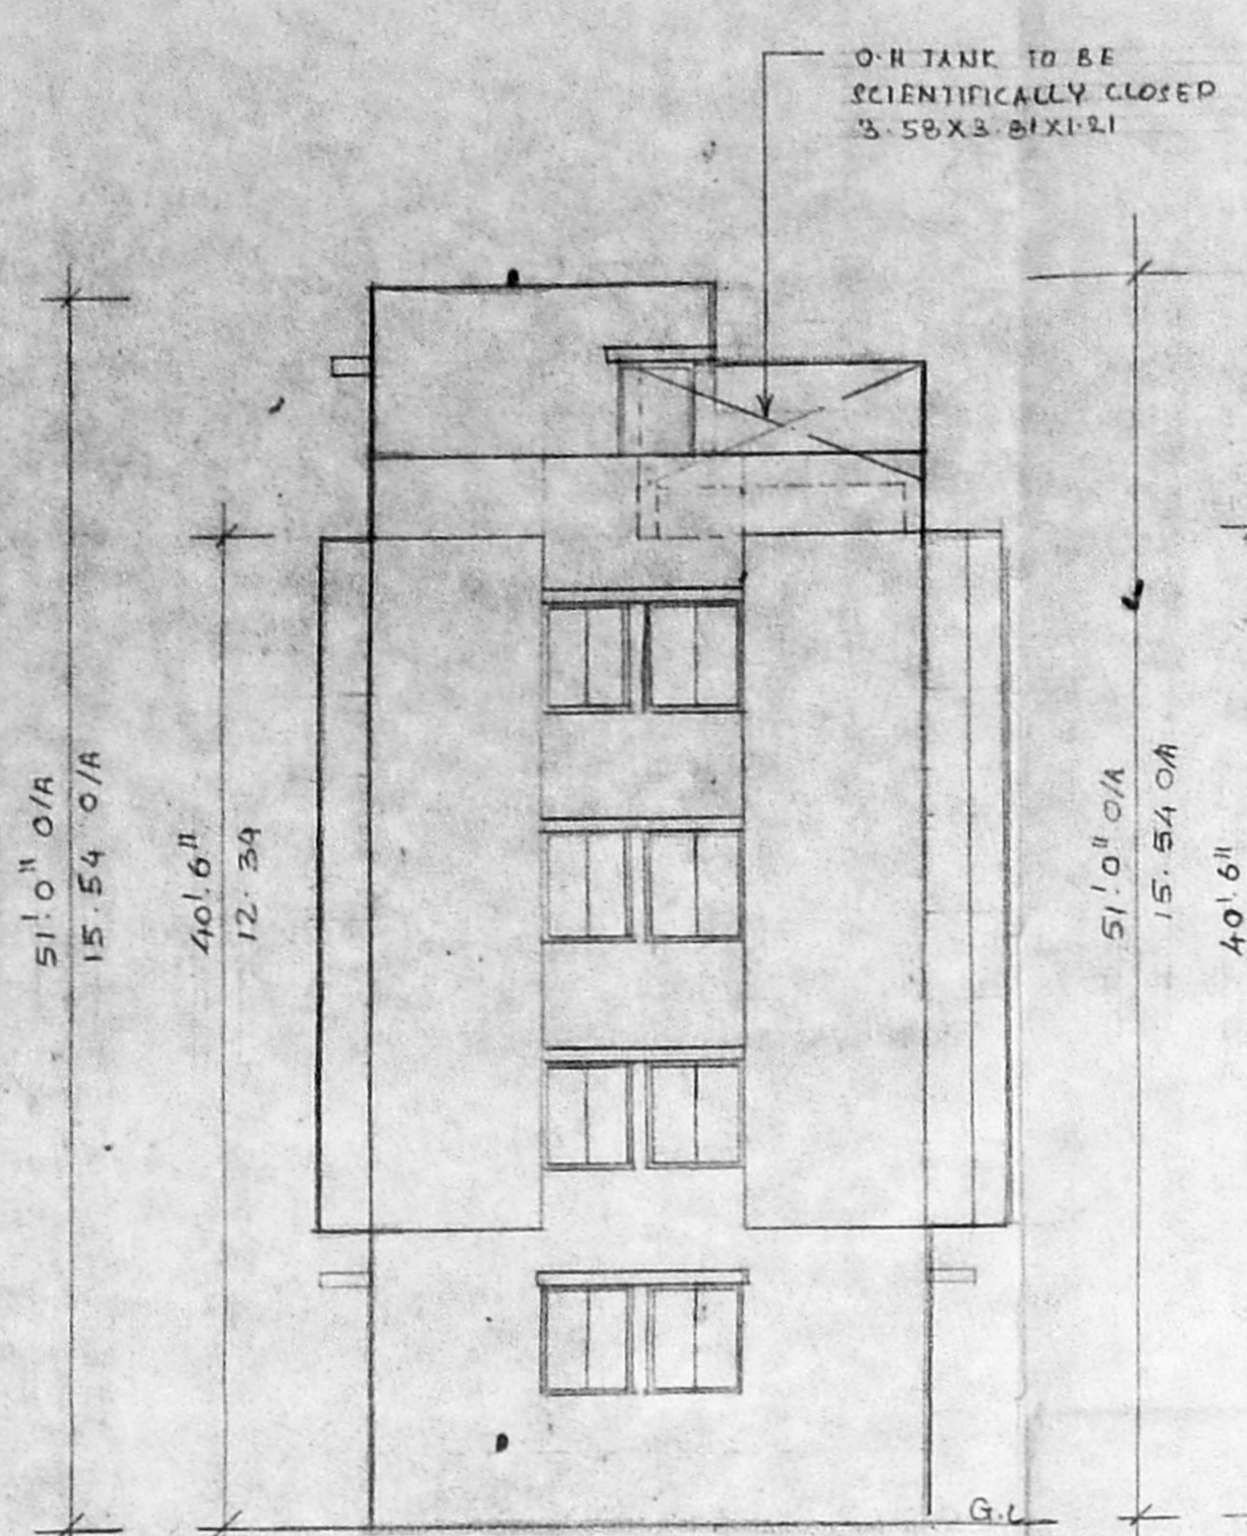 O.H TANK TO BE
SCIENTIFICALLY CLOSED
3.58X3.81X1.21
51'.0" O/A
15.54 O/A
40'.6"
12.34
51'.0" O/A
15.54 O/A
40'.6"
G.L